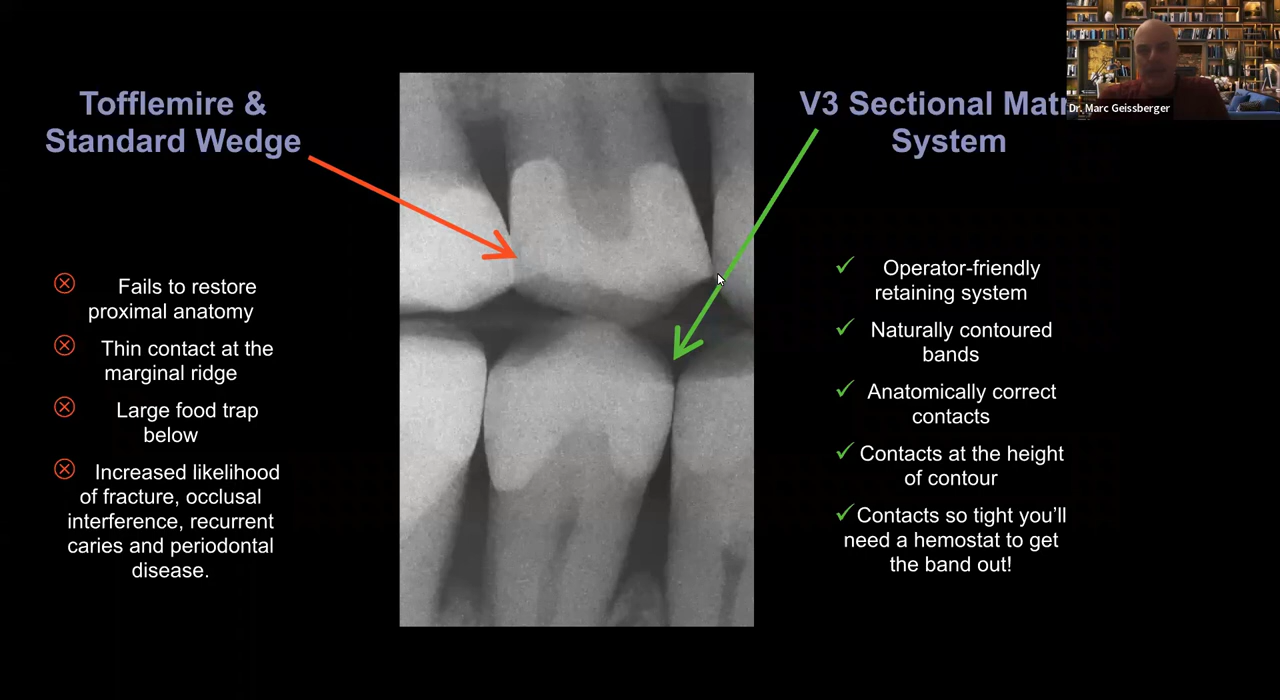 Tofflemire &
Standard Wedge
Fails to restore
proximal anatomy
Thin contact at the
marginal ridge
Large food trap
below
Increased likelihood
of fracture, occlusal
interference, recurrent
caries and periodontal
disease.
V3 Sectional Matr
System
Operator-friendly
retaining system
Naturally contoured
bands
Anatomically correct
contacts
Contacts at the height
of contour
Contacts so tight you’ll
need a hemostat to get
the band out!
Dr. Marc Geissberger